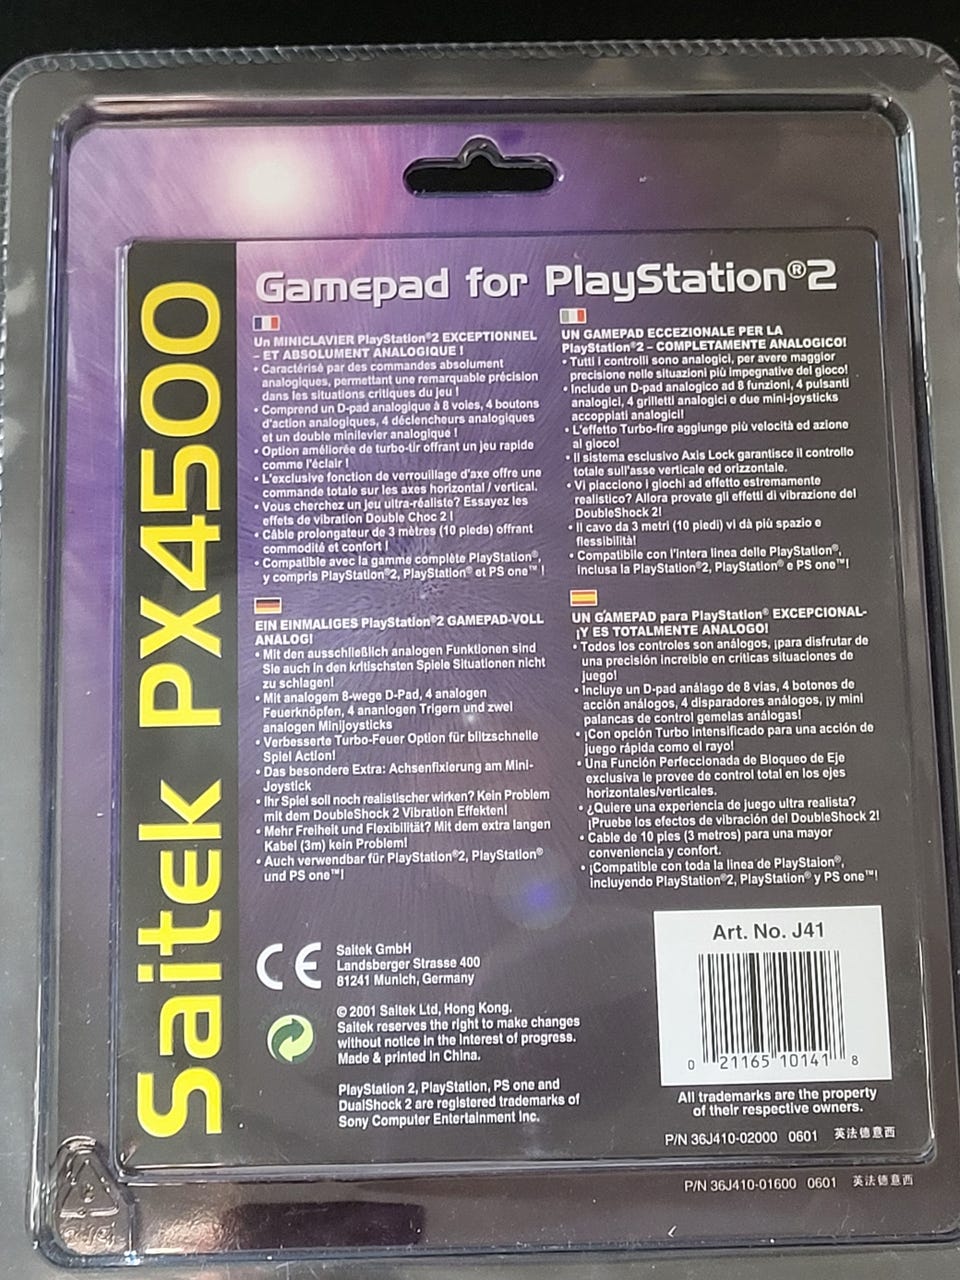 Saitek PX4500
Gamepad for PlayStation®2
Un MINICLAVIER PlayStation®2 EXCEPTIONNEL
– ET ABSOLUMENT ANALOGIQUE !
• Caractérisé par des commandes absolument
analogiques, permettant une remarquable précision
dans les situations critiques du jeu !
• Comprend un D-pad analogique à 8 voies, 4 boutons
d'action analogiques, 4 déclencheurs analogiques
et un double minilevier analogique !
• Option améliorée de turbo-tir offrant un jeu rapide
comme l'éclair !
• L'exclusive fonction de verrouillage d'axe offre une
commande totale sur les axes horizontal / vertical.
• Vous cherchez un jeu ultra-réaliste? Essayez les
effets de vibration Double Choc 2 !
• Câble prolongateur de 3 mètres (10 pieds) offrant
commodité et confort !
• Compatible avec la gamme complète PlayStation®,
y compris PlayStation®2, PlayStation® et PS one™ !
UN GAMEPAD ECCEZIONALE PER LA
PlayStation®2 – COMPLETAMENTE ANALOGICO!
• Tutti i controlli sono analogici, per avere maggior
precisione nelle situazioni più impegnative del gioco!
• Include un D-pad analogico ad 8 funzioni, 4 pulsanti
analogici, 4 grilletti analogici e due mini-joysticks
accoppiati analogici!
• L'effetto Turbo-fire aggiunge più velocità ed azione
al gioco!
• Il sistema esclusivo Axis Lock garantisce il controllo
totale sull'asse verticale ed orizzontale.
• Vi piacciono i giochi ad effetto estremamente
realistico? Allora provate gli effetti di vibrazione del
DoubleShock 2!
• Il cavo da 3 metri (10 piedi) vi dà più spazio e
flessibilità!
• Compatibile con l'intera linea delle PlayStation®,
inclusa la PlayStation®2, PlayStation® e PS one™!
EIN EINMALIGES PlayStation®2 GAMEPAD-VOLL
ANALOG!
• Mit den ausschließlich analogen Funktionen sind
Sie auch in den kritischsten Spiele Situationen nicht
zu schlagen!
• Mit analogem 8-wege D-Pad, 4 analogen
Feuerknöpfen, 4 ananlogen Trigern und zwei
analogen Minijoysticks
• Verbesserte Turbo-Feuer Option für blitzschnelle
Spiel Action!
• Das besondere Extra: Achsenfixierung am Mini-
Joystick
• Ihr Spiel soll noch realistischer wirken? Kein Problem
mit dem DoubleShock 2 Vibration Effekten!
• Mehr Freiheit und Flexibilität? Mit dem extra langen
Kabel (3m) kein Problem!
• Auch verwendbar für PlayStation®2, PlayStation®
und PS one™!
UN GAMEPAD para PlayStation® EXCEPCIONAL-
¡Y ES TOTALMENTE ANALOGO!
• Todos los controles son análogos, ¡para disfrutar de
una precisión increible en criticas situaciones de
juego!
• Incluye un D-pad análago de 8 vías, 4 botones de
acción análogos, 4 disparadores análogos, ¡y mini
palancas de control gemelas análogas!
• ¡Con opción Turbo intensificado para una acción de
juego rápida como el rayo!
• Una Función Perfeccionada de Bloqueo de Eje
exclusiva le provee de control total en los ejes
horizontales/verticales.
• ¿Quiere una experiencia de juego ultra realista?
¡Pruebe los efectos de vibración del DoubleShock 2!
• Cable de 10 pies (3 metros) para una mayor
conveniencia y confort.
• ¡Compatible con toda la linea de PlayStaion®,
incluyendo PlayStation®2, PlayStation® y PS one™!
CE
Saitek GmbH
Landsberger Strasse 400
81241 Munich, Germany
© 2001 Saitek Ltd, Hong Kong.
Saitek reserves the right to make changes
without notice in the interest of progress.
Made & printed in China.
PlayStation 2, PlayStation, PS one and
DualShock 2 are registered trademarks of
Sony Computer Entertainment Inc.
Art. No. J41
0 21165 10141 8
All trademarks are the property
of their respective owners.
P/N 36J410-02000 0601 英法德意西
P/N 36J410-01600 0601 英法德意西